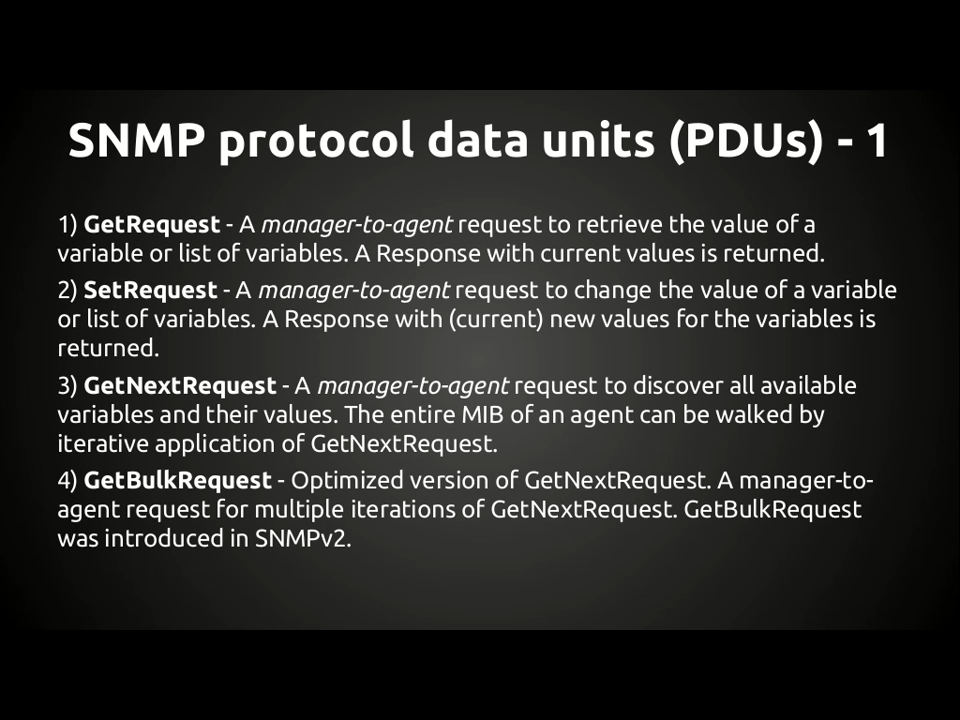 SNMP protocol data units (PDUs) - 1
1) GetRequest - A manager-to-agent request to retrieve the value of a
variable or list of variables. A Response with current values is returned.
2) SetRequest - A manager-to-agent request to change the value of a variable
or list of variables. A Response with (current) new values for the variables is
returned.
3) GetNextRequest - A manager-to-agent request to discover all available
variables and their values. The entire MIB of an agent can be walked by
iterative application of GetNextRequest.
4) GetBulkRequest - Optimized version of GetNextRequest. A manager-to-
agent request for multiple iterations of GetNextRequest. GetBulkRequest
was introduced in SNMPv2.